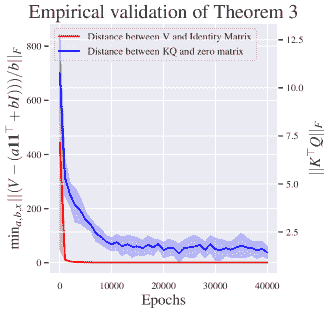 Empirical validation of Theorem 3
Distance between V and Identity Matrix
Distance between KQ and zero matrix
min_{a,b,x} ||(V − (a11^⊤ + bI)))/b||_F
800
600
400
200
0
12.5
10.0
7.5
5.0
2.5
||K^⊤Q||_F
0
10000
20000
30000
40000
Epochs